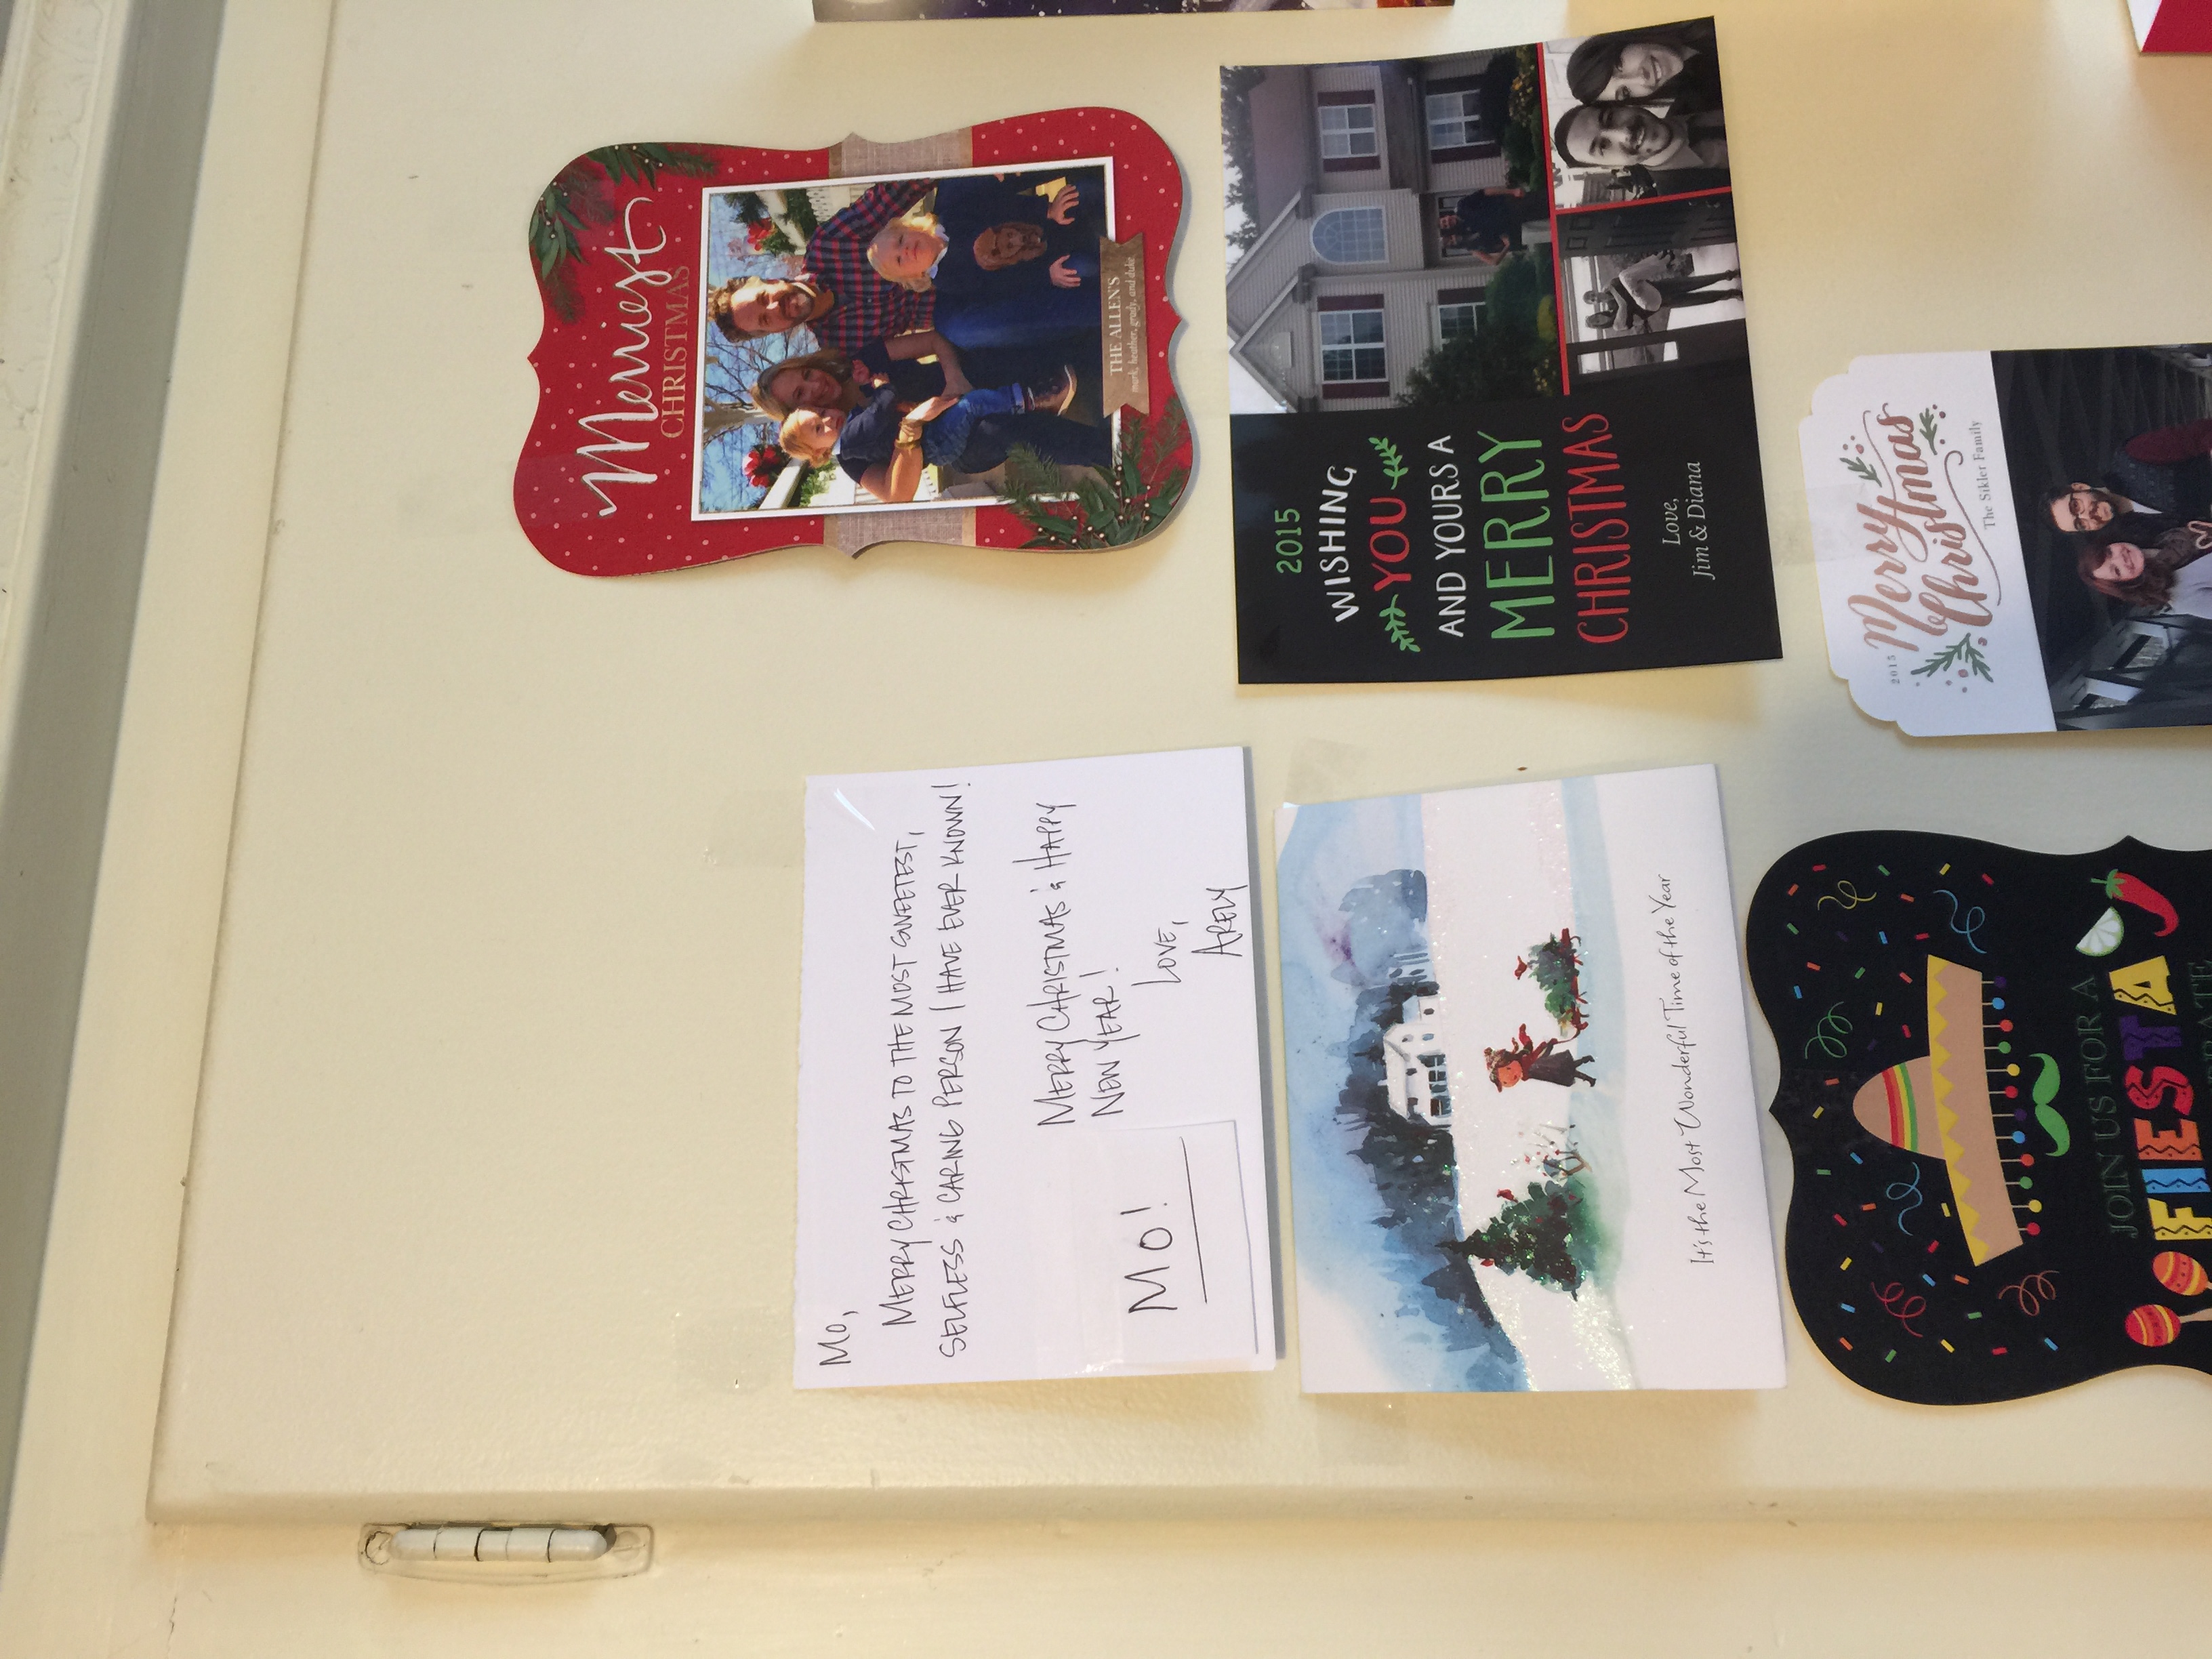 Mo,
MERRY CHRISTMAS TO THE MOST SWEETEST,
SELFLESS & CARING PERSON I HAVE EVER KNOWN!
MERRY CHRISTMAS & HAPPY
NEW YEAR!
LOVE,
ARELY
Mo!
It's the Most Wonderful Time of the Year
JOIN US FOR A
FIESTA
Merriest
CHRISTMAS
THE ALLEN'S
mark, heather, grady, and duke
2015
WISHING
YOU
AND YOURS A
MERRY
CHRISTMAS
Love,
Jim & Diana
2015 Merry
Christmas
The Sikler Family